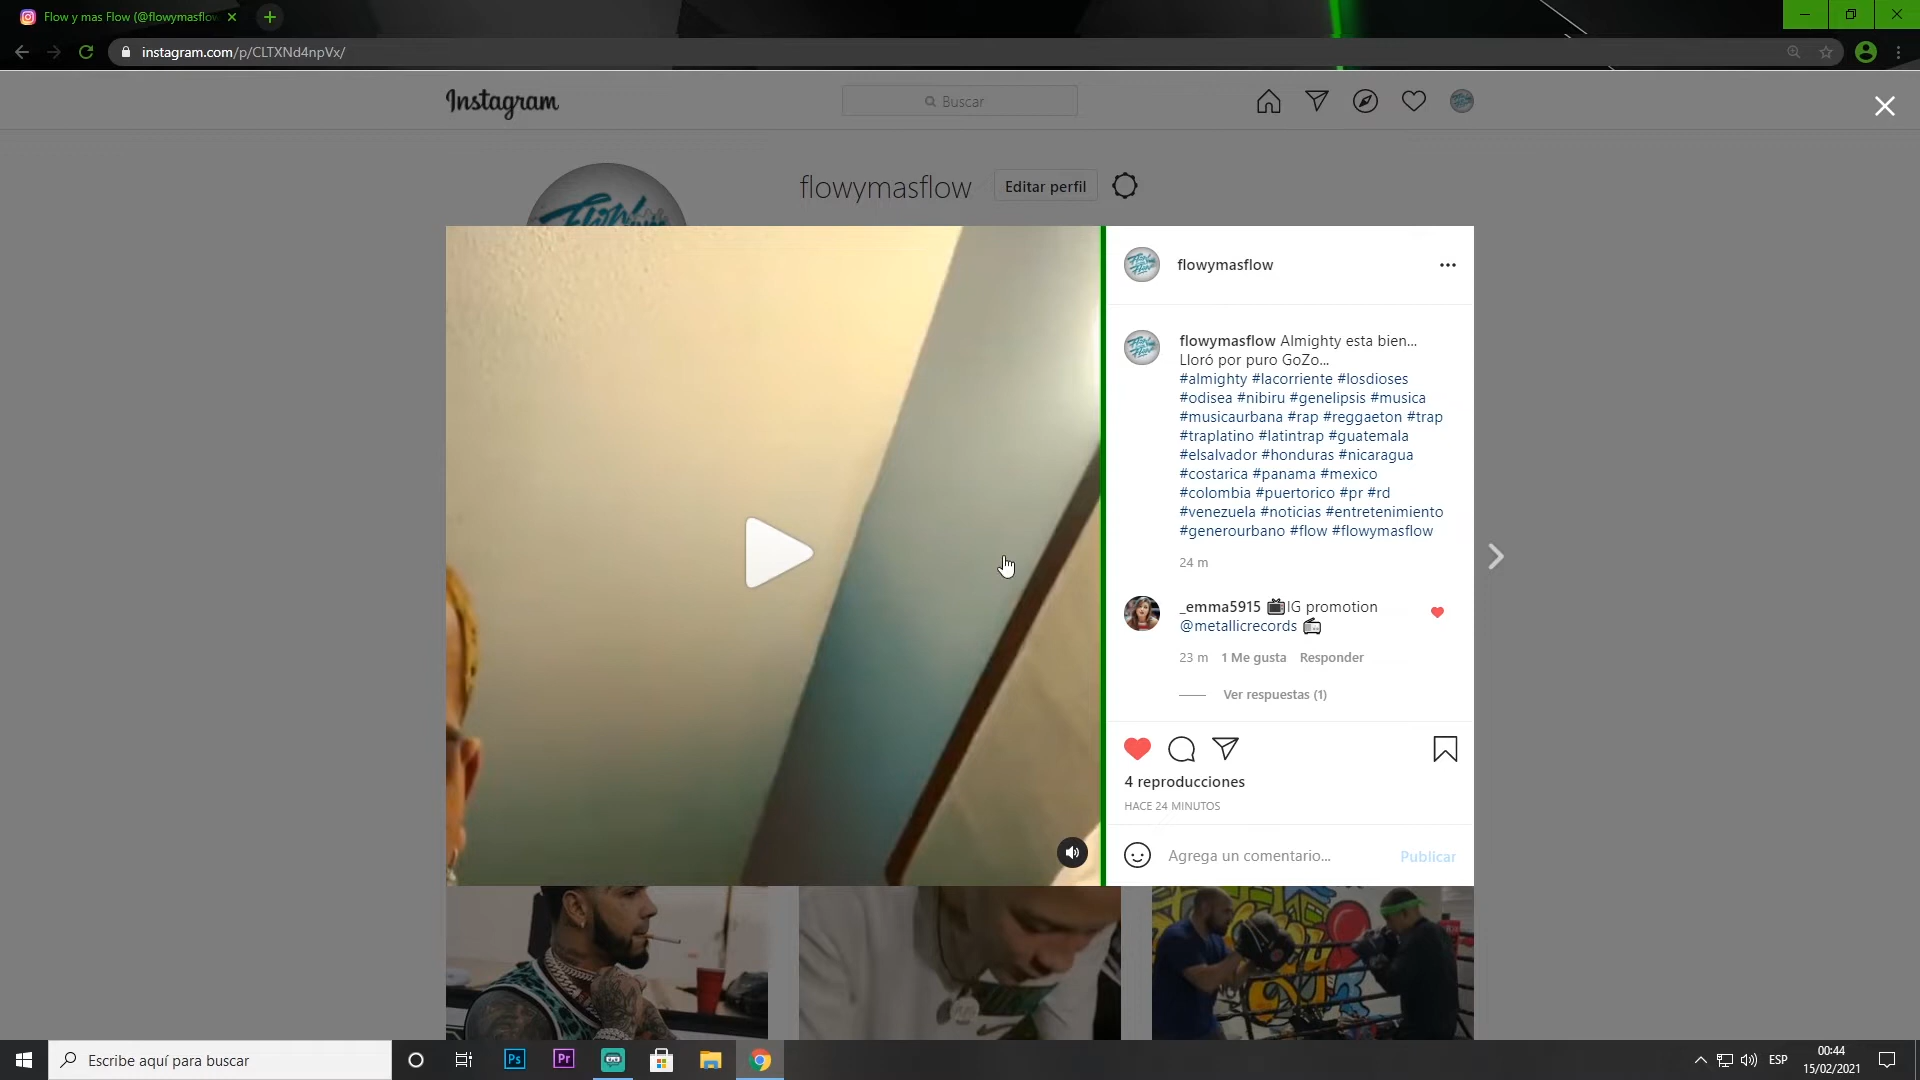 Flow y mas Flow (@flowymasflow
instagram.com/p/CLTXNd4npVx/
Instagram
Buscar
flowymasflow
Editar perfil
flowymasflow
flowymasflow Almighty esta bien...
Lloró por puro GoZo...
#almighty #lacorriente #losdioses
#odisea #nibiru #genelipsis #musica
#musicaurbana #rap #reggaeton #trap
#traplatino #latintrap #guatemala
#elsalvador #honduras #nicaragua
#costarica #panama #mexico
#colombia #puertorico #pr #rd
#venezuela #noticias #entretenimiento
#generourbano #flow #flowymasflow
24 m
_emma5915 📺IG promotion
@metallicrecords 📻
23 m 1 Me gusta Responder
Ver respuestas (1)
4 reproducciones
HACE 24 MINUTOS
Agrega un comentario... Publicar
Escribe aquí para buscar
Ps
Pr
ESP
00:44
15/02/2021